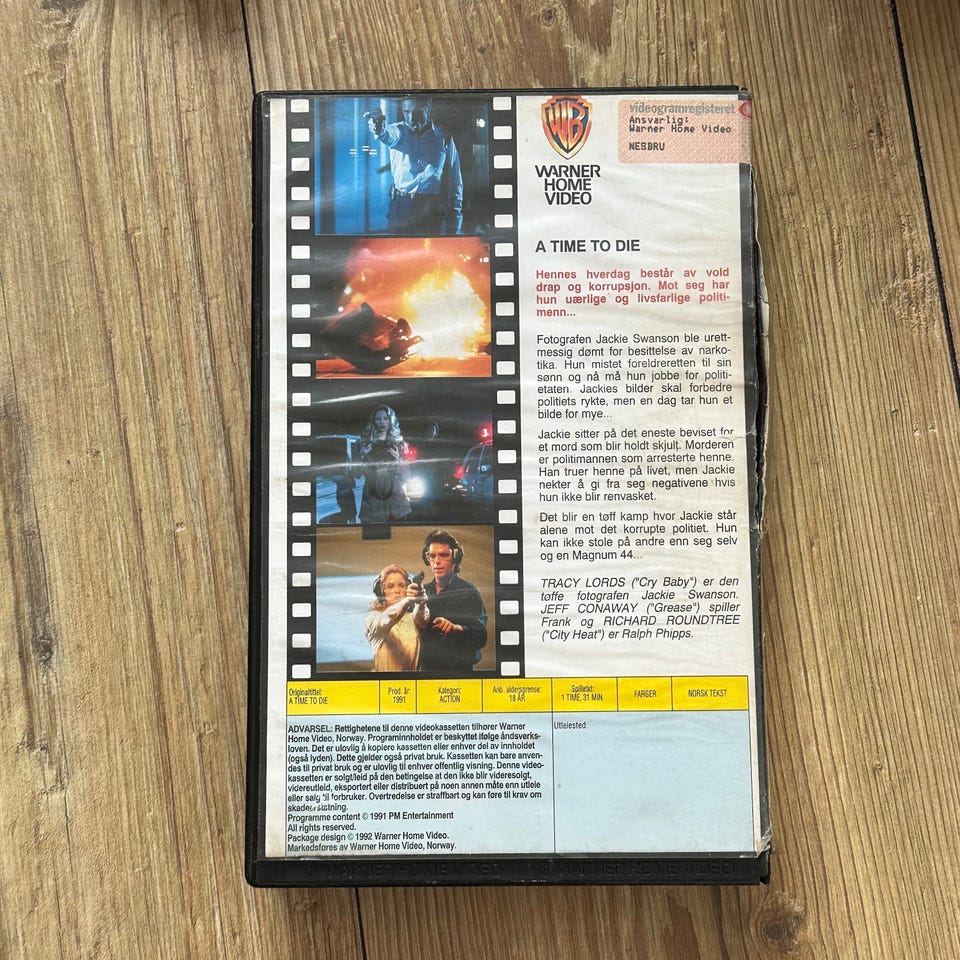 videogramregisteret
Ansvarlig:
Warner Home Video
NESBRU
WB
WARNER
HOME
VIDEO
A TIME TO DIE
Hennes hverdag består av vold
drap og korrupsjon. Mot seg har
hun uærlige og livsfarlige politi-
menn...
Fotografen Jackie Swanson ble urett-
messig dømt for besittelse av narko-
tika. Hun mistet foreldreretten til sin
sønn og nå må hun jobbe for politi-
etaten. Jackies bilder skal forbedre
politiets rykte, men en dag tar hun et
bilde for mye...
Jackie sitter på det eneste beviset for
et mord som blir holdt skjult. Morderen
er politimannen som arresterte henne.
Han truer henne på livet, men Jackie
nekter å gi fra seg negativene hvis
hun ikke blir renvasket.
Det blir en tøff kamp hvor Jackie står
alene mot det korrupte politiet. Hun
kan ikke stole på andre enn seg selv
og en Magnum 44...
TRACY LORDS ("Cry Baby") er den
tøffe fotografen Jackie Swanson.
JEFF CONAWAY ("Grease") spiller
Frank og RICHARD ROUNDTREE
("City Heat") er Ralph Phipps.
Originaltittel: Prod. år: Kategori: Anb. aldersgrense: Spilletid: FARGER NORSK TEKST
A TIME TO DIE 1991 ACTION 18 ÅR 1 TIME, 31 MIN.
ADVARSEL: Rettighetene til denne videokassetten tilhører Warner
Home Video, Norway. Programinnholdet er beskyttet ifølge åndsverks-
loven. Det er ulovlig å kopiere kassetten eller enhver del av innholdet
(også lyden). Dette gjelder også privat bruk. Kassetten kan bare anven-
des til privat bruk og er ulovlig til enhver offentlig visning. Denne video-
kassetten er solgt/leid på den betingelse at den ikke blir videresolgt,
videreutleid, eksportert eller distribuert på noen annen måte enn utleie
eller salg til forbruker. Overtredelse er straffbart og kan føre til krav om
skadeerstatning.
Programme content © 1991 PM Entertainment
All rights reserved.
Package design © 1992 Warner Home Video.
Markedsføres av Warner Home Video, Norway.
Utleiested:
WARNER HOME VIDEO WARNER HOME VIDEO